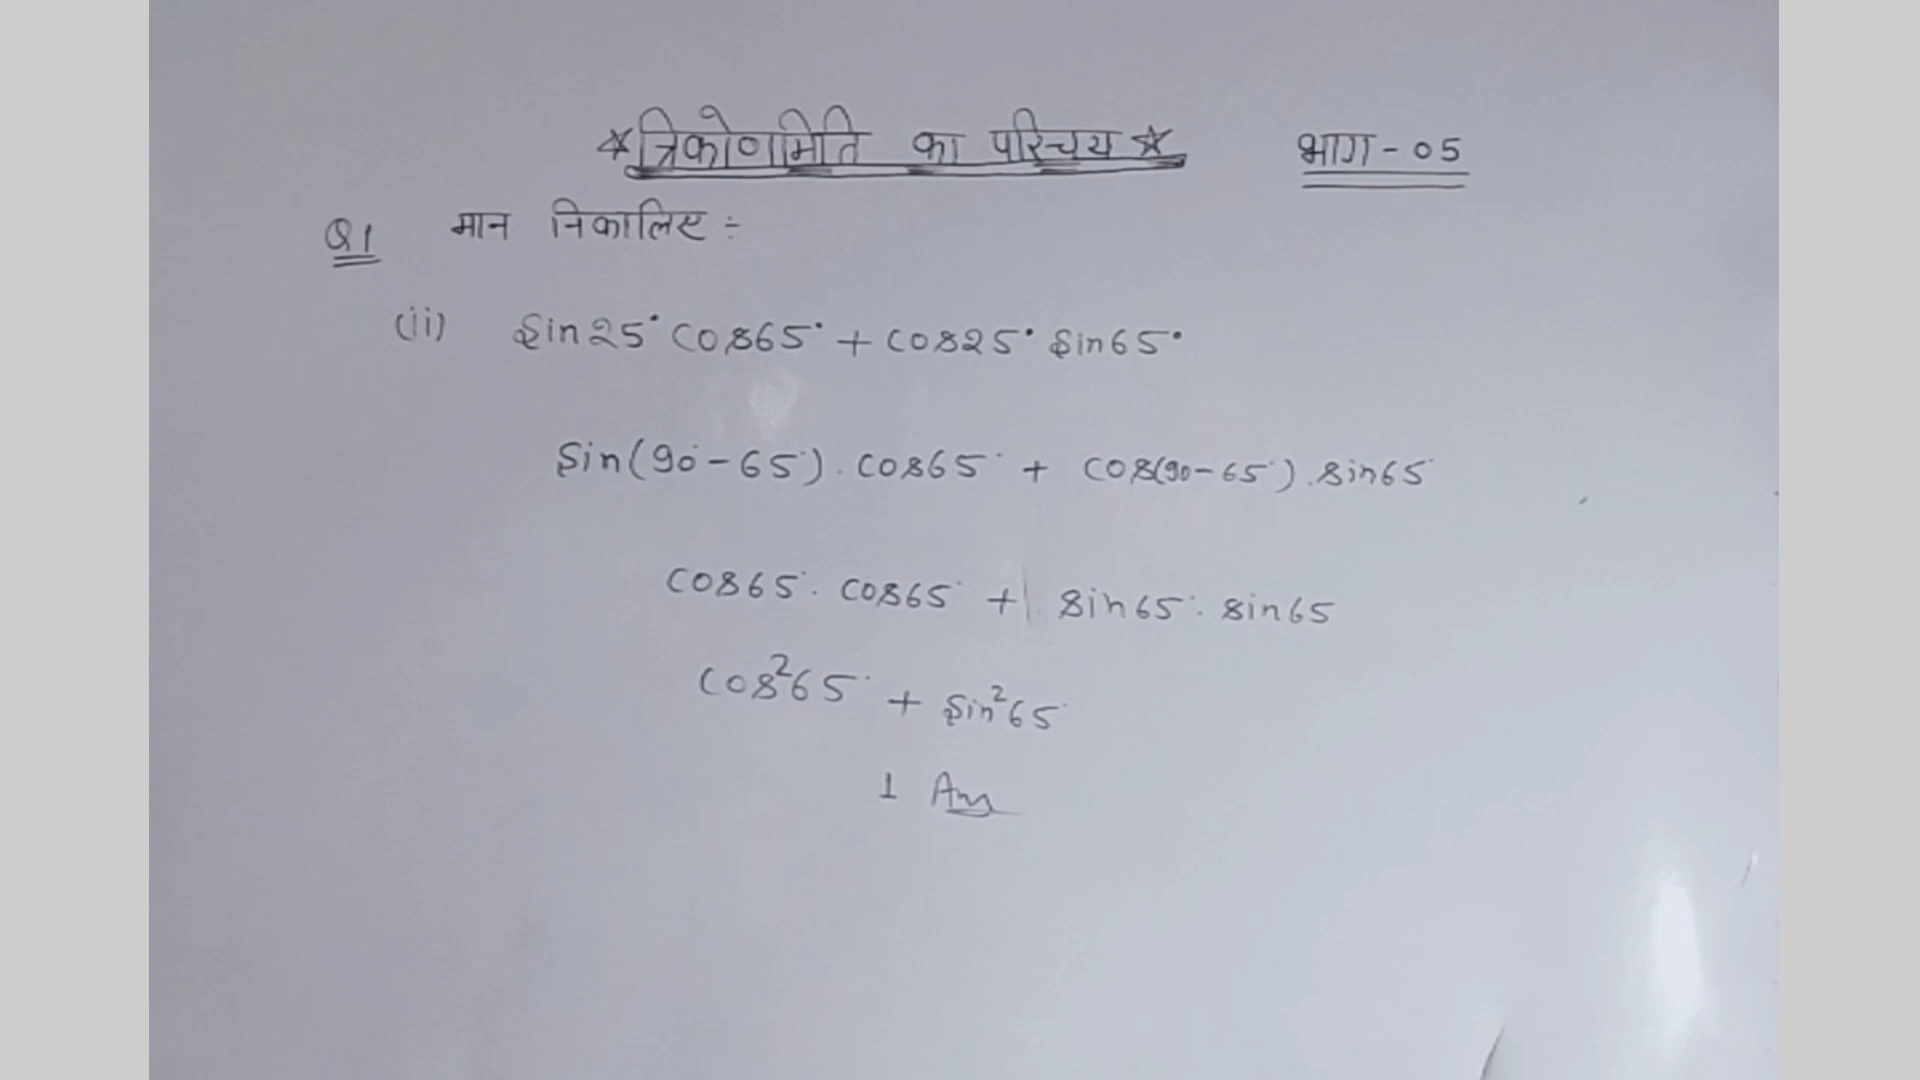 *त्रिकोणमिति का परिचय* भाग-05
Q1 मान निकालिए ÷
(ii) Sin25° Cos65° + Cos25° Sin65°
Sin(90°-65°). Cos65° + Cos(90-65°). Sin65
Cos65°. Cos65° + Sin65°. Sin65
Cos²65° + Sin²65°
1 Ans